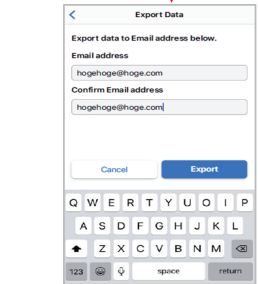 Export Data
Export data to Email address below.
Email address
hogehoge@hoge.com
Confirm Email address
hogehoge@hoge.com
Cancel Export
Q W E R T Y U O I P
A S D F G H J K L
Z X C V B N M
123 space return